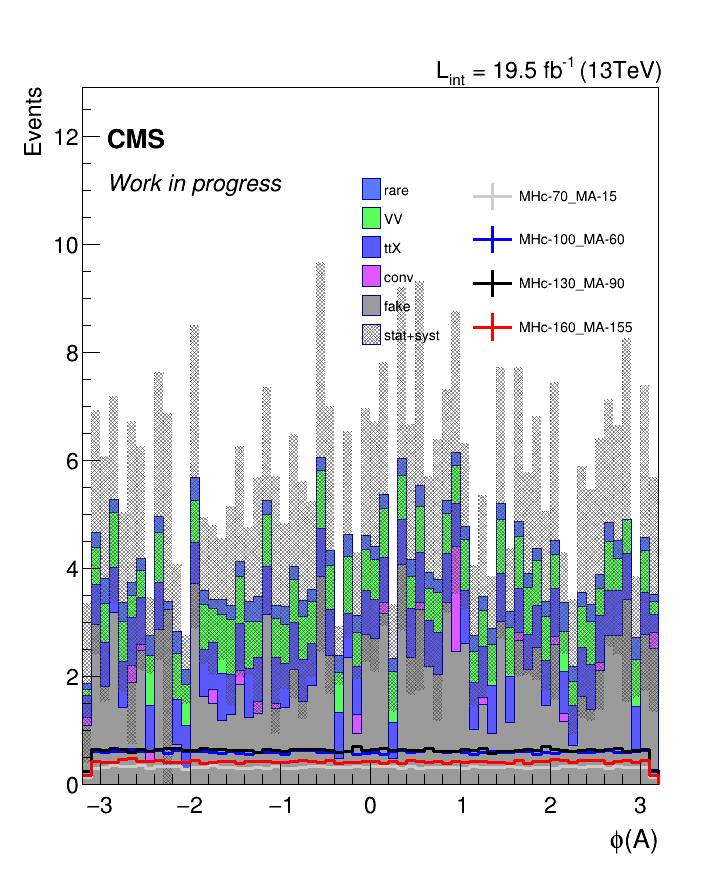 L_int = 19.5 fb^-1 (13TeV)
Events
CMS
Work in progress
rare
VV
ttX
conv
fake
stat+syst
MHc-70_MA-15
MHc-100_MA-60
MHc-130_MA-90
MHc-160_MA-155
12
10
8
6
4
2
0
−3 −2 −1 0 1 2 3
ϕ(A)